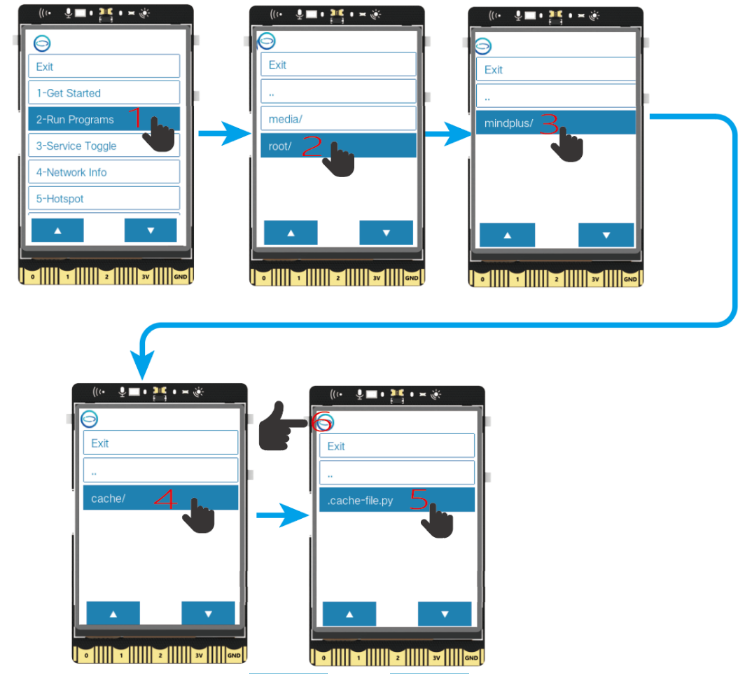 Exit
1-Get Started
2-Run Programs 1
3-Service Toggle
4-Network Info
5-Hotspot
0 1 2 3V GND
Exit
..
media/
root/ 2
0 1 2 3V GND
Exit
..
mindplus/ 3
0 1 2 3V GND
Exit
..
cache/ 4
0 1 2 3V GND
6
Exit
..
.cache-file.py 5
0 1 2 3V GND